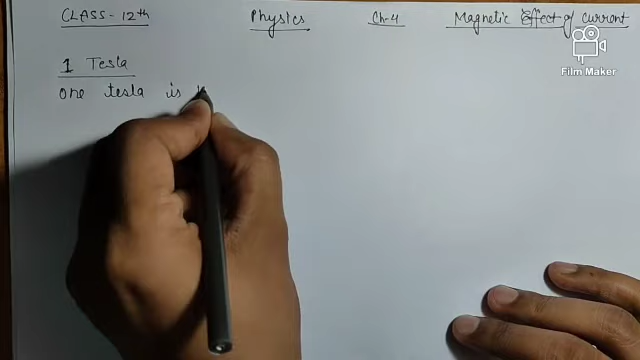 CLASS - 12th Physics Ch-4 Magnetic Effect of Current
Film Maker
1 Tesla
one tesla is